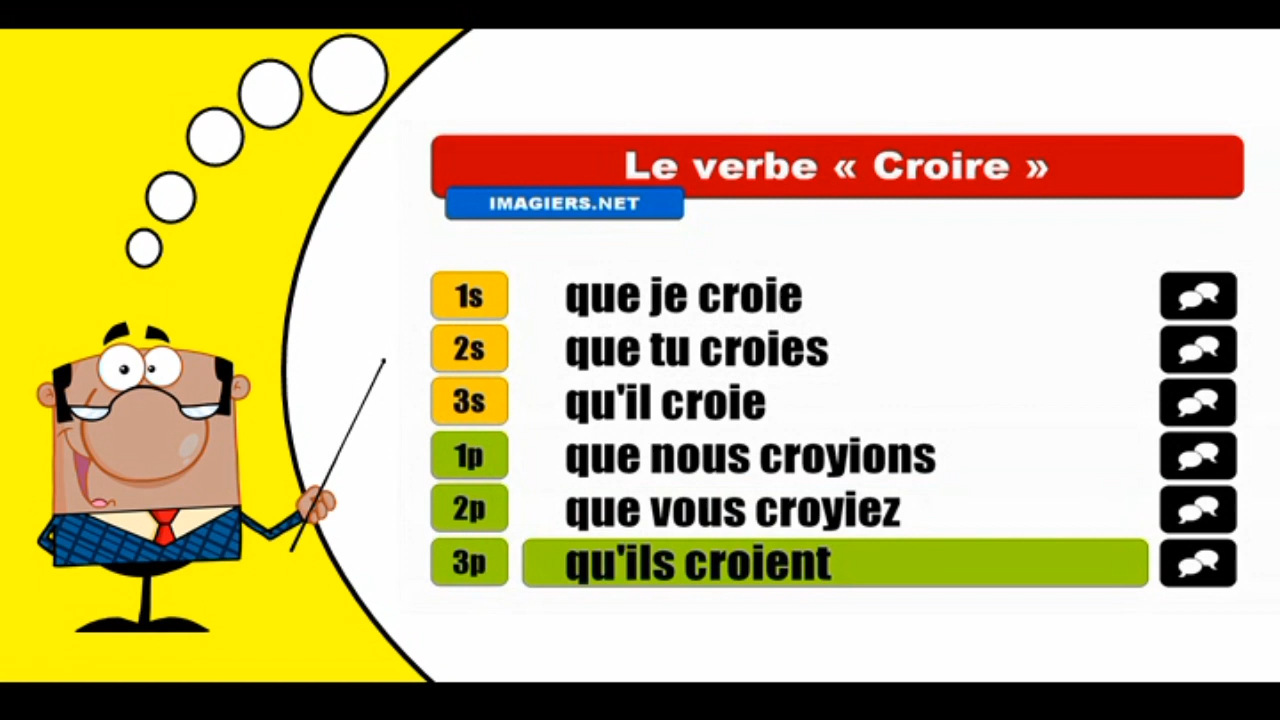 Le verbe « Croire »
IMAGIERS.NET
1s que je croie
2s que tu croies
3s qu'il croie
1p que nous croyions
2p que vous croyiez
3p qu'ils croient